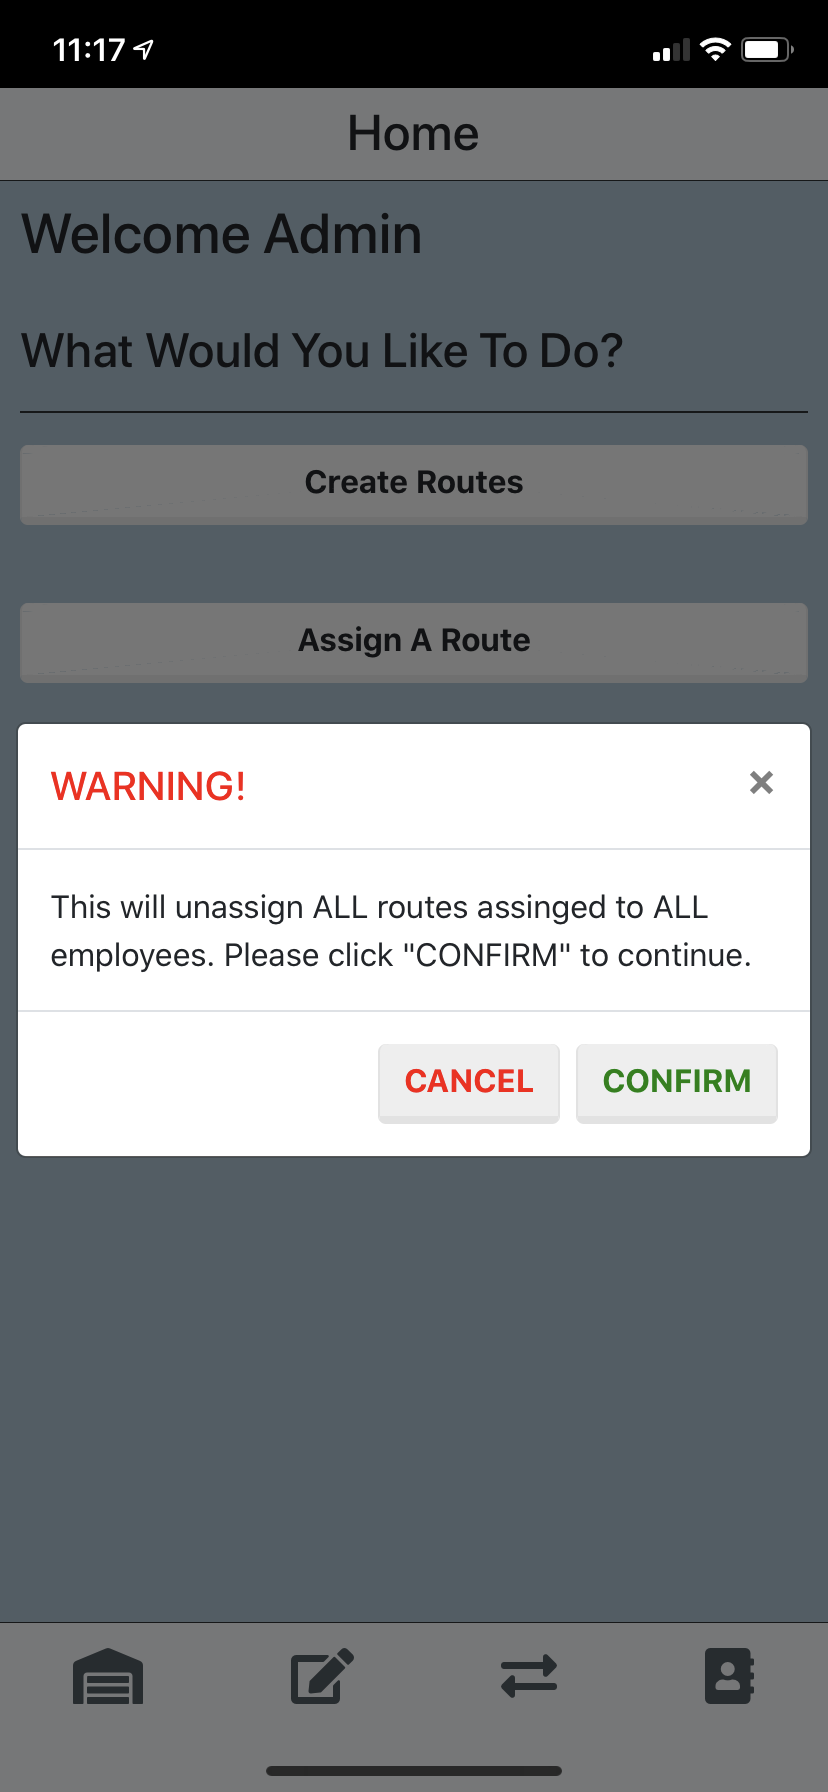 11:17
Home
Welcome Admin
What Would You Like To Do?
Create Routes
Assign A Route
WARNING!
×
This will unassign ALL routes assinged to ALL
employees. Please click "CONFIRM" to continue.
CANCEL CONFIRM